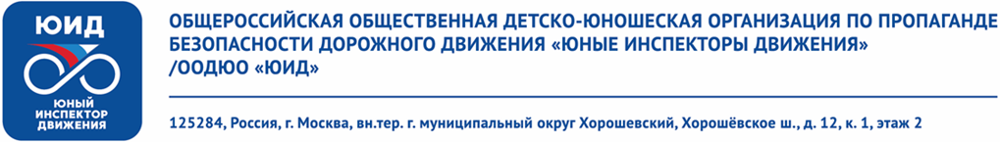 ЮИД
ЮНЫЙ
ИНСПЕКТОР
ДВИЖЕНИЯ
ОБЩЕРОССИЙСКАЯ ОБЩЕСТВЕННАЯ ДЕТСКО-ЮНОШЕСКАЯ ОРГАНИЗАЦИЯ ПО ПРОПАГАНДЕ
БЕЗОПАСНОСТИ ДОРОЖНОГО ДВИЖЕНИЯ «ЮНЫЕ ИНСПЕКТОРЫ ДВИЖЕНИЯ»
/ООДЮО «ЮИД»
125284, Россия, г. Москва, вн.тер. г. муниципальный округ Хорошевский, Хорошёвское ш., д. 12, к. 1, этаж 2